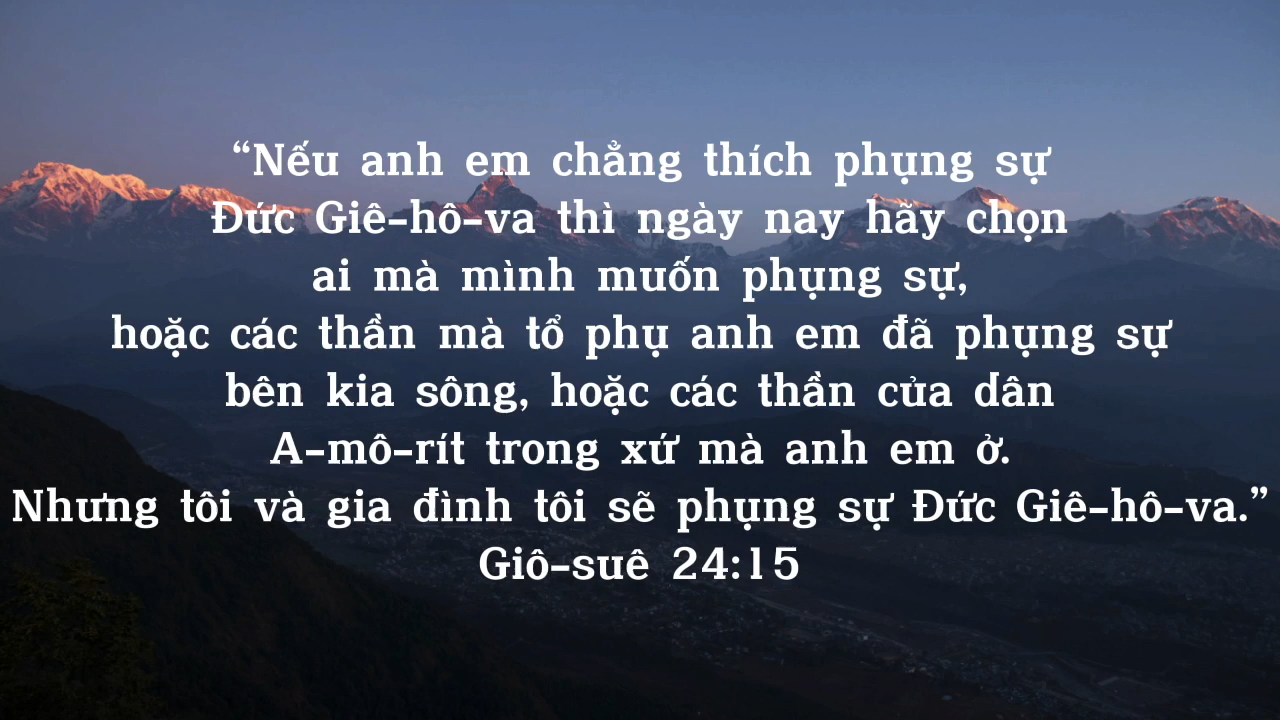 “Nếu anh em chẳng thích phụng sự
Đức Giê-hô-va thì ngày nay hãy chọn
ai mà mình muốn phụng sự,
hoặc các thần mà tổ phụ anh em đã phụng sự
bên kia sông, hoặc các thần của dân
A-mô-rít trong xứ mà anh em ở.
Nhưng tôi và gia đình tôi sẽ phụng sự Đức Giê-hô-va.”
Giô-suê 24:15